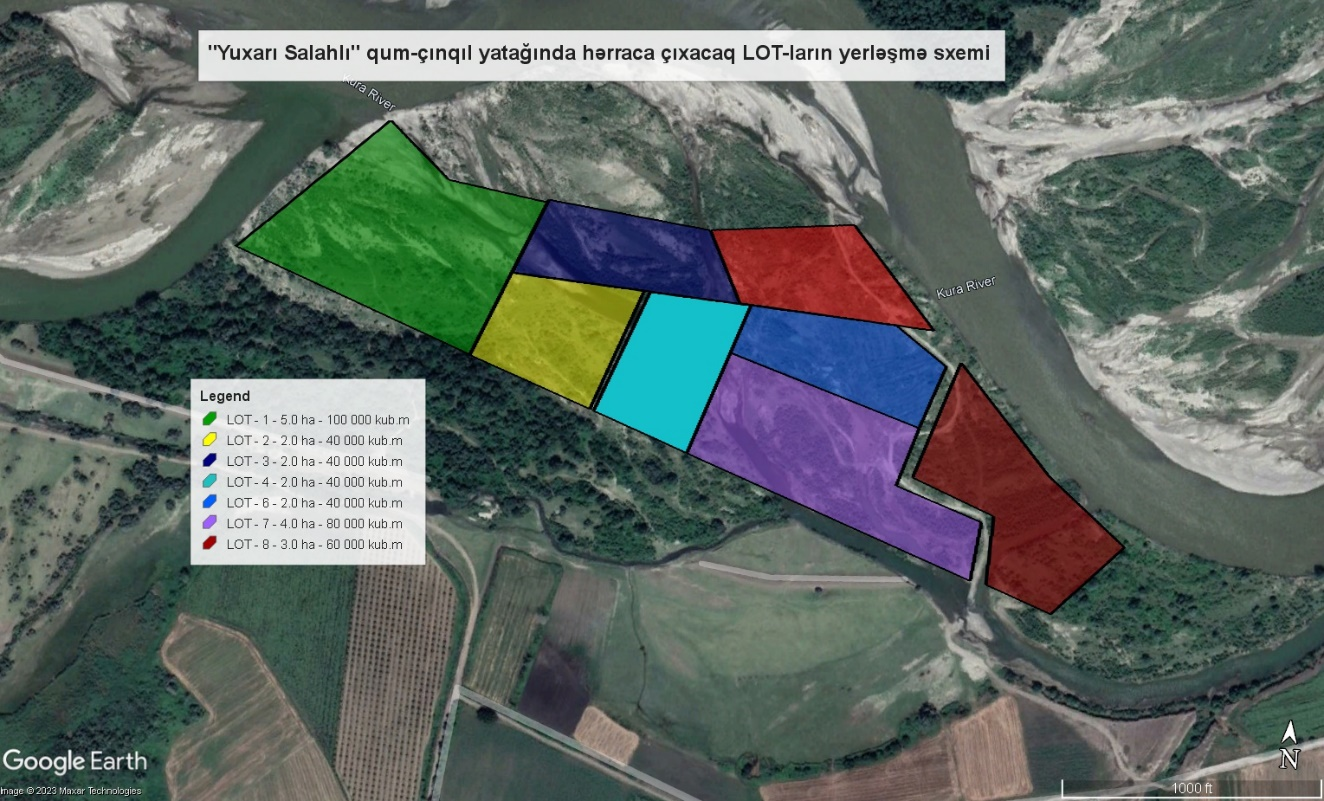 "Yuxarı Salahlı" qum-çınqıl yatağında hərraca çıxacaq LOT-ların yerləşmə sxemi
Kura River
Kura River
Legend
LOT - 1 - 5.0 ha - 100 000 kub.m
LOT - 2 - 2.0 ha - 40 000 kub.m
LOT - 3 - 2.0 ha - 40 000 kub.m
LOT - 4 - 2.0 ha - 40 000 kub.m
LOT - 6 - 2.0 ha - 40 000 kub.m
LOT - 7 - 4.0 ha - 80 000 kub.m
LOT - 8 - 3.0 ha - 60 000 kub.m
N
Google Earth
Image © 2023 Maxar Technologies
1000 ft